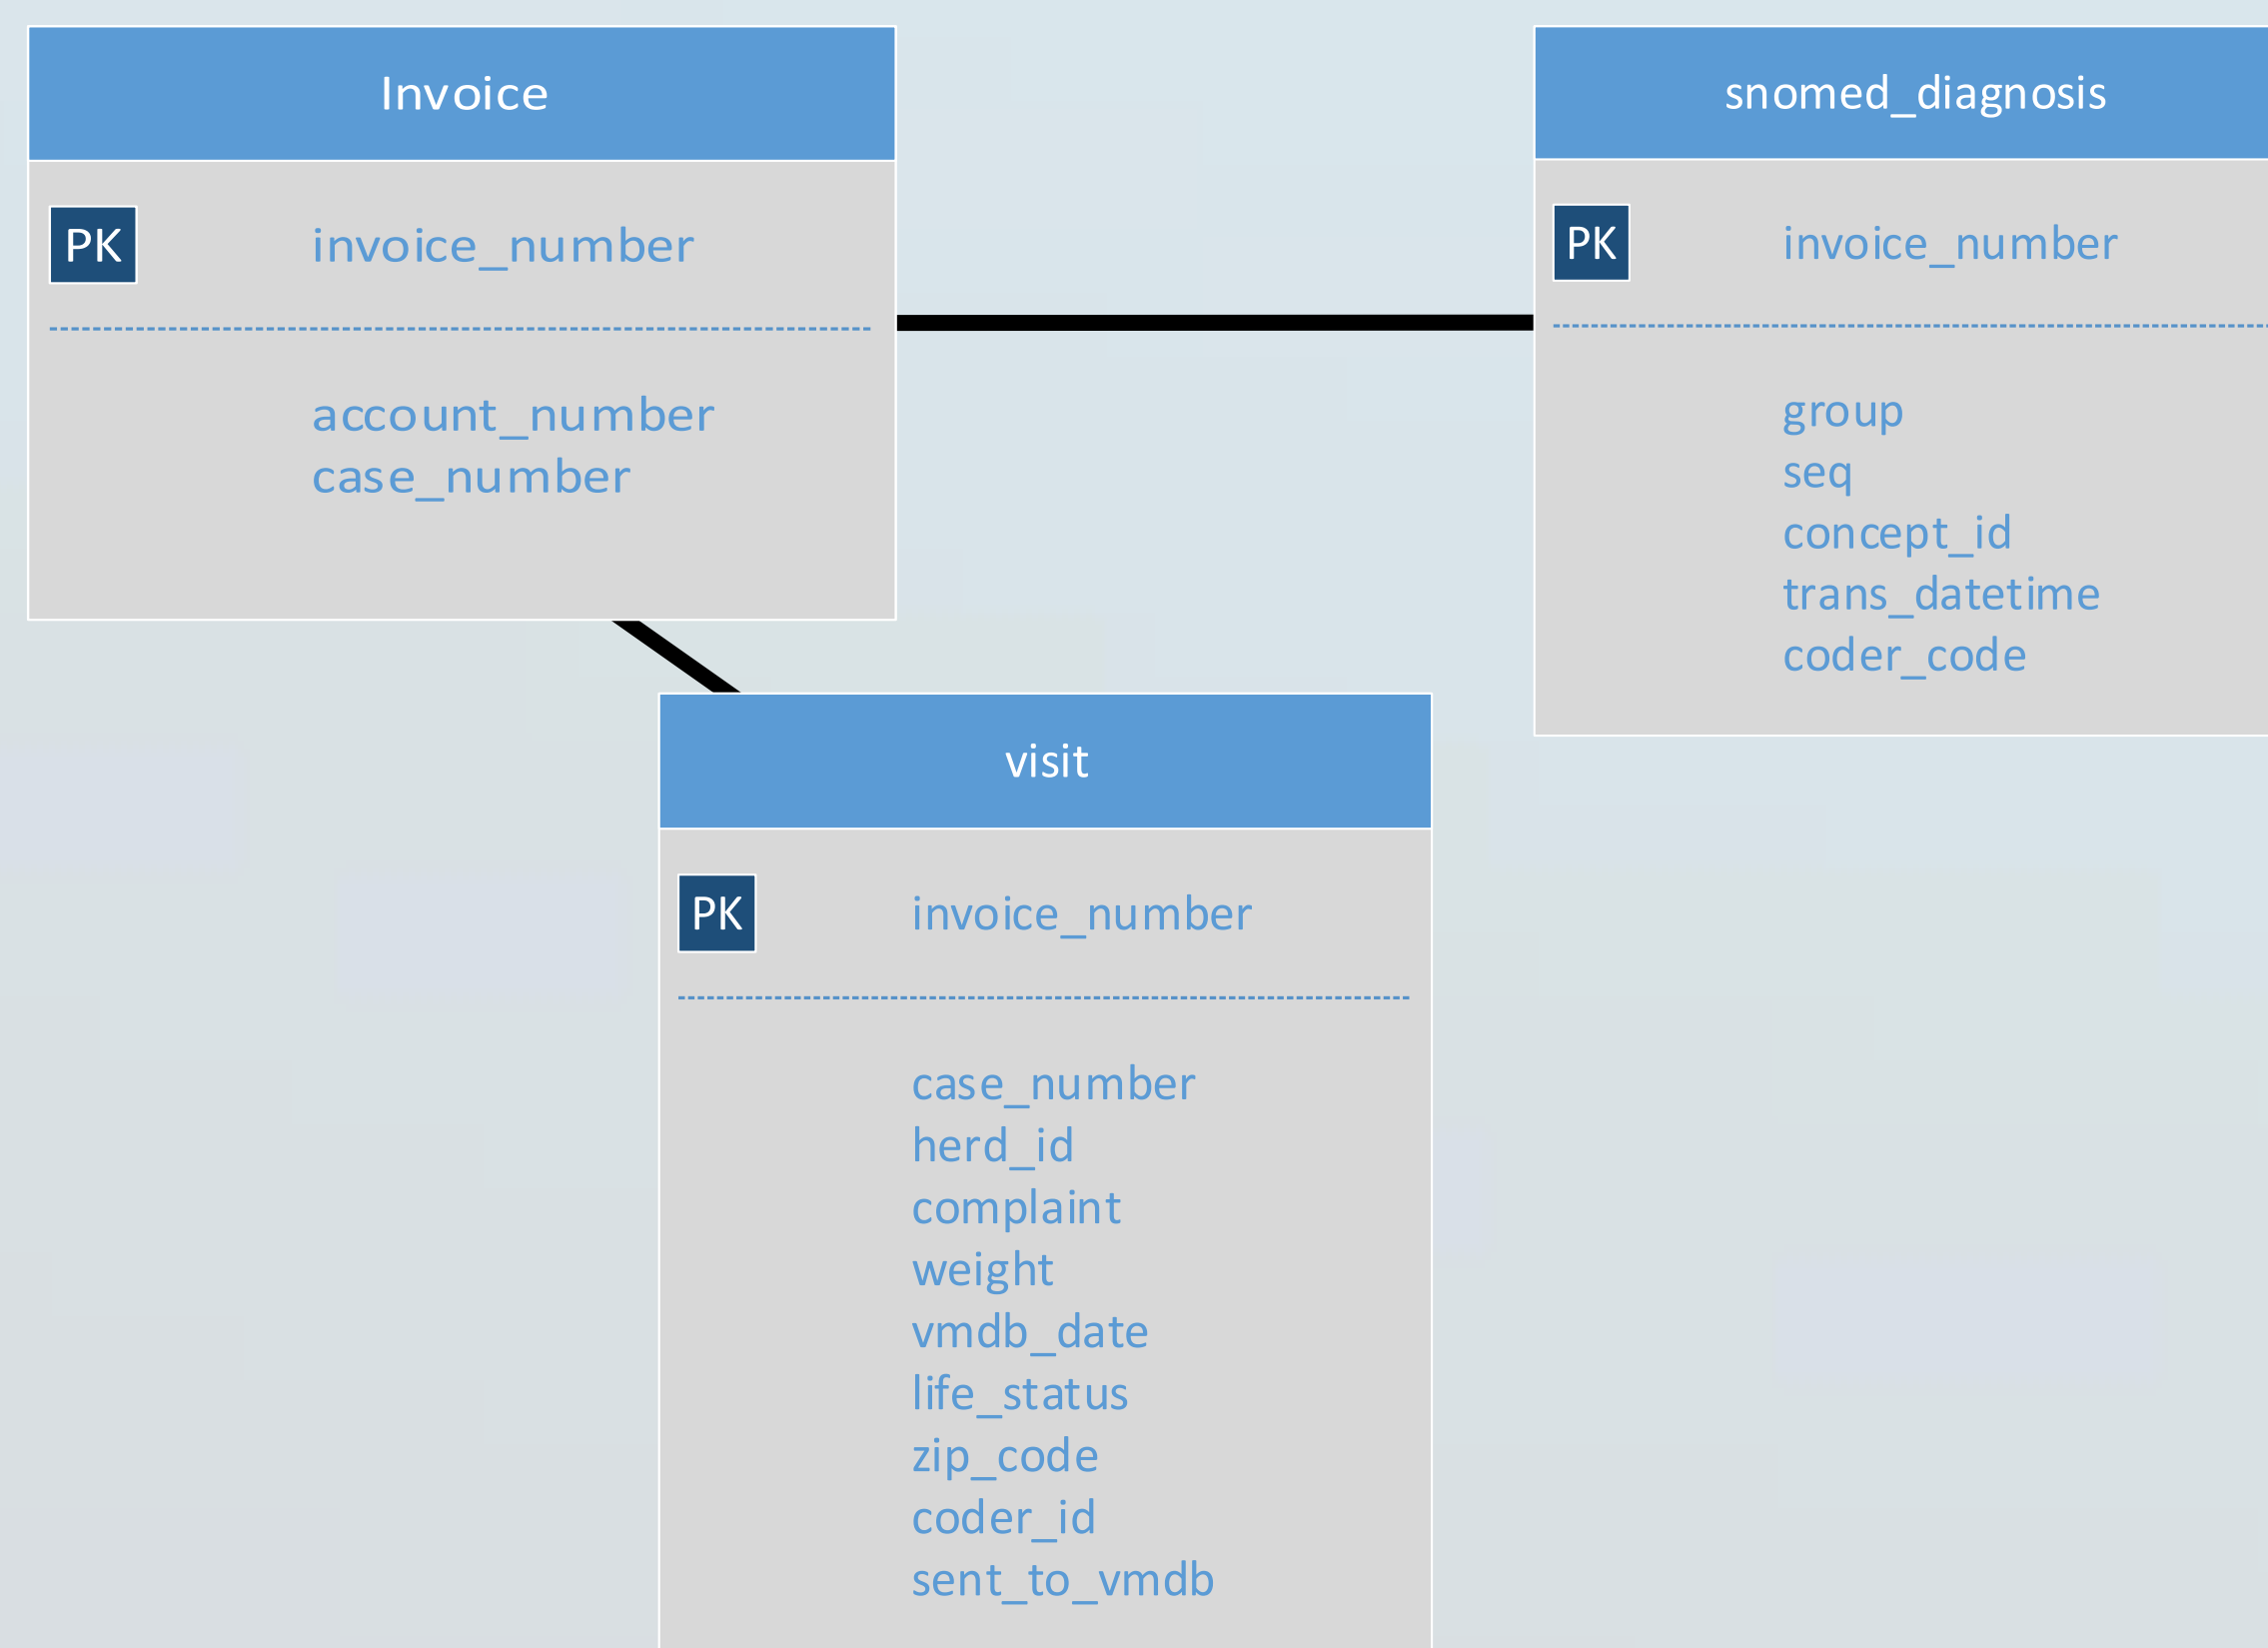 Invoice
PK invoice_number
account_number
case_number
snomed_diagnosis
PK invoice_number
group
seq
concept_id
trans_datetime
coder_code
visit
PK invoice_number
case_number
herd_id
complaint
weight
vmdb_date
life_status
zip_code
coder_id
sent_to_vmdb